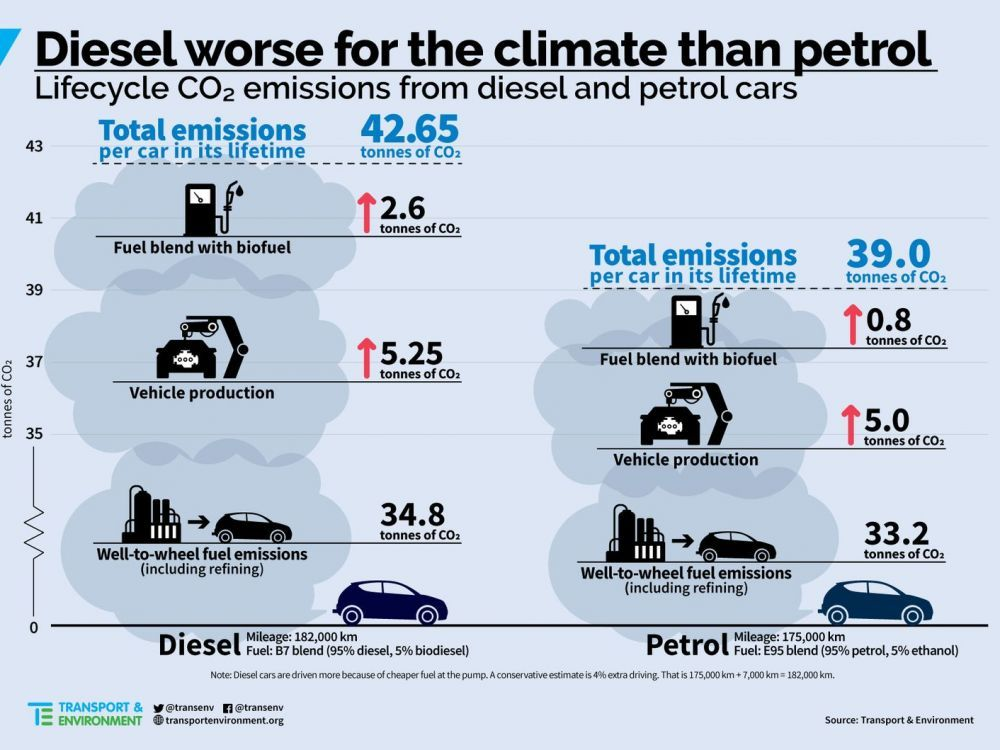 Diesel worse for the climate than petrol
Lifecycle CO₂ emissions from diesel and petrol cars
Total emissions
per car in its lifetime
42.65
tonnes of CO₂
43
41
39
37
35
0
tonnes of CO₂
2.6
tonnes of CO₂
Fuel blend with biofuel
5.25
tonnes of CO₂
Vehicle production
34.8
tonnes of CO₂
Well-to-wheel fuel emissions
(including refining)
Diesel
Mileage: 182,000 km
Fuel: B7 blend (95% diesel, 5% biodiesel)
Total emissions
per car in its lifetime
39.0
tonnes of CO₂
0.8
tonnes of CO₂
Fuel blend with biofuel
5.0
tonnes of CO₂
Vehicle production
33.2
tonnes of CO₂
Well-to-wheel fuel emissions
(including refining)
Petrol
Mileage: 175,000 km
Fuel: E95 blend (95% petrol, 5% ethanol)
Note: Diesel cars are driven more because of cheaper fuel at the pump. A conservative estimate is 4% extra driving. That is 175,000 km + 7,000 km = 182,000 km.
TRANSPORT &
ENVIRONMENT
@transenv @transenv
transportenvironment.org
Source: Transport & Environment